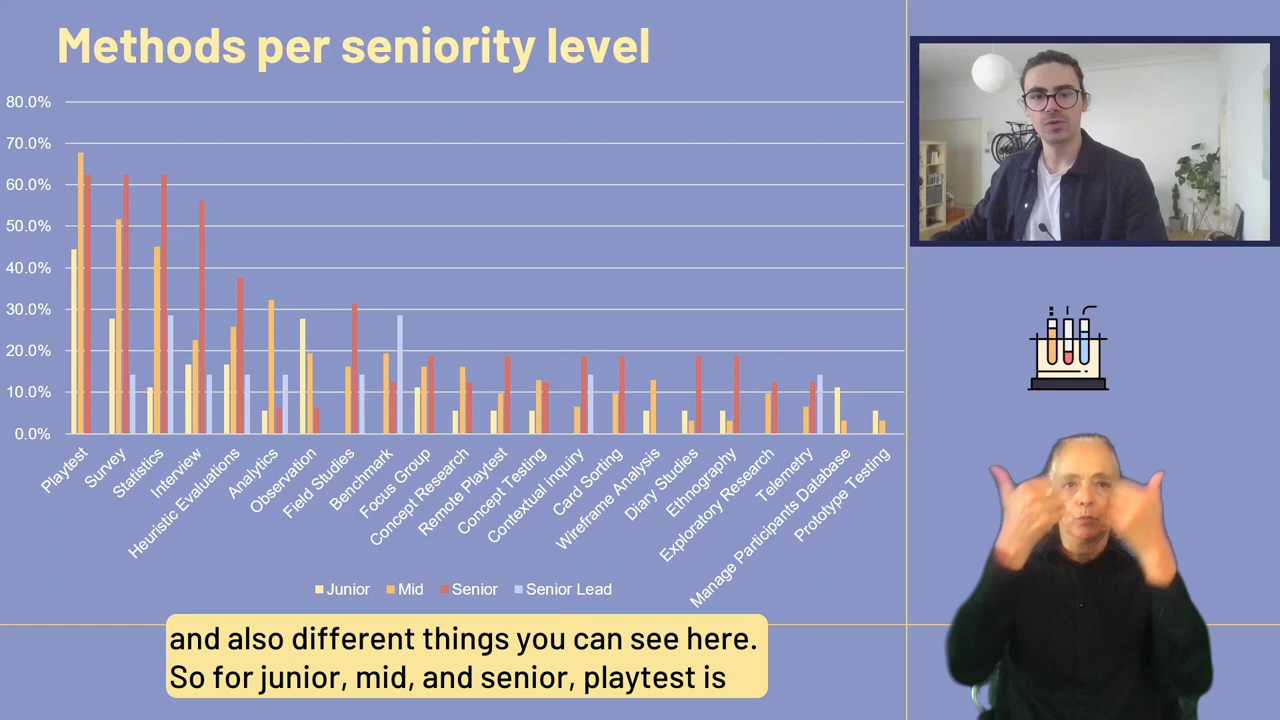 Methods per seniority level
80.0%
70.0%
60.0%
50.0%
40.0%
30.0%
20.0%
10.0%
0.0%
Playtest
Survey
Statistics
Interview
Heuristic Evaluations
Analytics
Observation
Field Studies
Benchmark
Focus Group
Concept Research
Remote Playtest
Concept Testing
Contextual inquiry
Card Sorting
Wireframe Analysis
Diary Studies
Ethnography
Exploratory Research
Telemetry
Manage Participants Database
Prototype Testing
Junior Mid Senior Senior Lead
and also different things you can see here.
So for junior, mid, and senior, playtest is